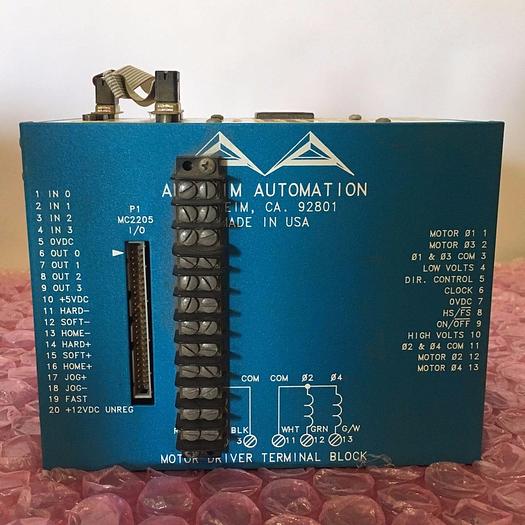 AUTOMATION
CA. 92801
MADE IN USA
1 IN 0
2 IN 1
3 IN 2
4 IN 3
5 0VDC
6 OUT 0
7 OUT 1
8 OUT 2
9 OUT 3
10 +5VDC
11 HARD-
12 SOFT-
13 HOME-
14 HARD+
15 SOFT+
16 HOME+
17 JOG+
18 JOG-
19 FAST
20 +12VDC UNREG
P1
MC2205
I/O
MOTOR Ø1 1
MOTOR Ø3 2
Ø1 & Ø3 COM 3
LOW VOLTS 4
DIR. CONTROL 5
CLOCK 6
0VDC 7
HS/FS 8
ON/OFF 9
HIGH VOLTS 10
Ø2 & Ø4 COM 11
MOTOR Ø2 12
MOTOR Ø4 13
COM COM Ø2 Ø4
BLK WHT GRN G/W
3 11 12 13
MOTOR DRIVER TERMINAL BLOCK